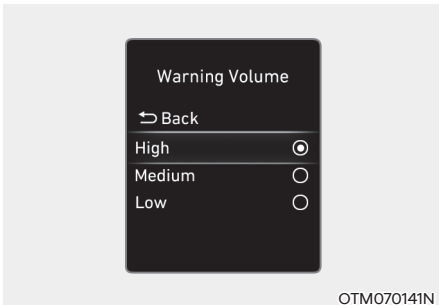 Warning Volume
Back
High
Medium
Low
OTM070141N